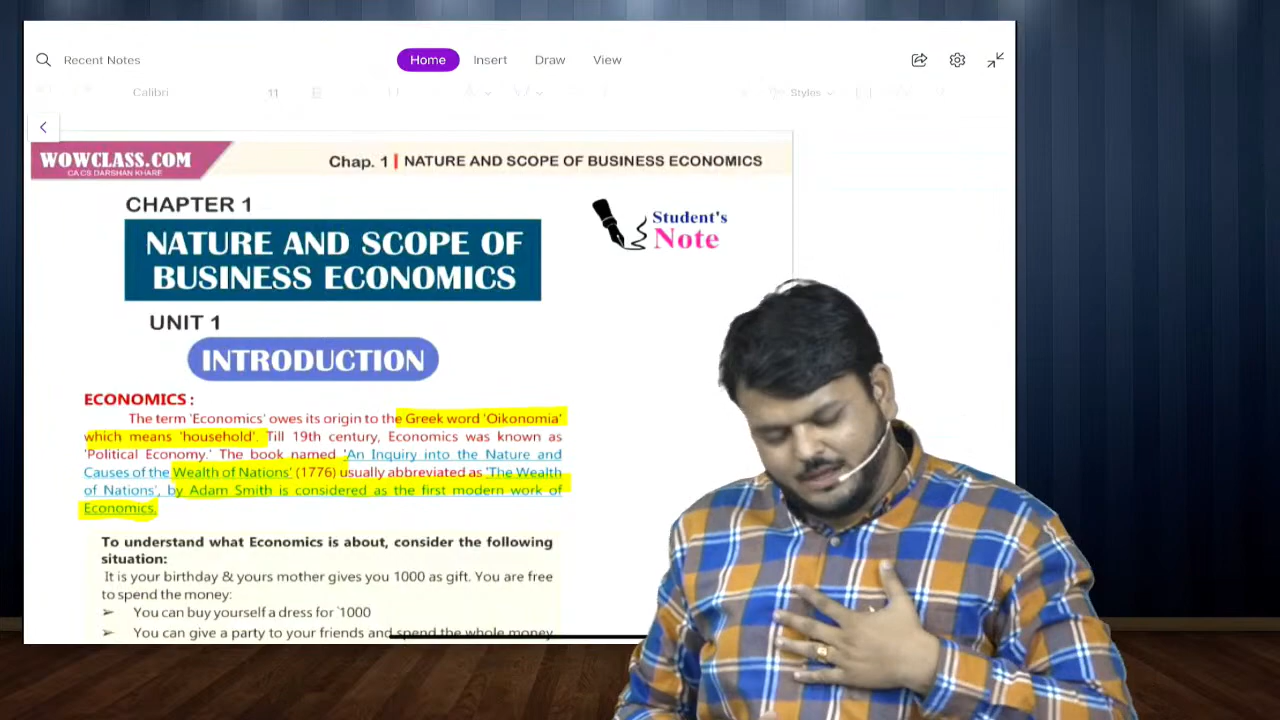 Recent Notes
Home
Insert
Draw
View
Calibri
11
Styles
WOWCLASS.COM
CA CS DARSHAN KHARE
Chap. 1 | NATURE AND SCOPE OF BUSINESS ECONOMICS
CHAPTER 1
NATURE AND SCOPE OF
BUSINESS ECONOMICS
Student's
Note
UNIT 1
INTRODUCTION
ECONOMICS :
The term 'Economics' owes its origin to the Greek word 'Oikonomia'
which means 'household'. Till 19th century, Economics was known as
'Political Economy.' The book named 'An Inquiry into the Nature and
Causes of the Wealth of Nations' (1776) usually abbreviated as 'The Wealth
of Nations', by Adam Smith is considered as the first modern work of
Economics.
To understand what Economics is about, consider the following
situation:
It is your birthday & yours mother gives you 1000 as gift. You are free
to spend the money:
➢ You can buy yourself a dress for `1000
➢ You can give a party to your friends and spend the whole money